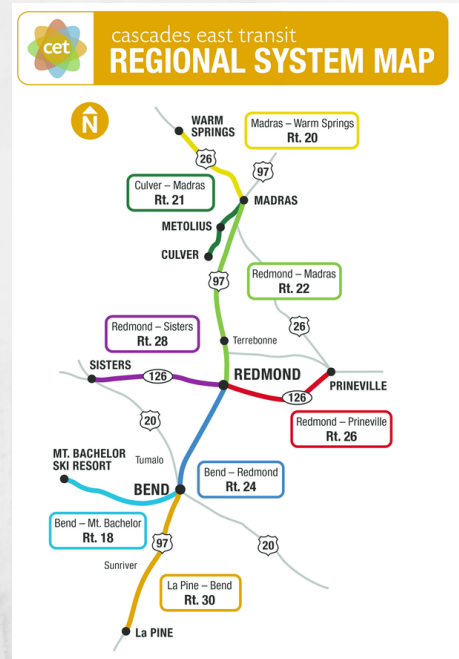 cet
cascades east transit
REGIONAL SYSTEM MAP
N
WARM
SPRINGS
Madras – Warm Springs
Rt. 20
26
97
Culver – Madras
Rt. 21
MADRAS
METOLIUS
CULVER
97
Redmond – Madras
Rt. 22
26
Redmond – Sisters
Rt. 28
Terrebonne
SISTERS
126
REDMOND
PRINEVILLE
126
20
Redmond – Prineville
Rt. 26
MT. BACHELOR
SKI RESORT
Tumalo
BEND
Bend – Redmond
Rt. 24
Bend – Mt. Bachelor
Rt. 18
97
20
Sunriver
La Pine – Bend
Rt. 30
La PINE